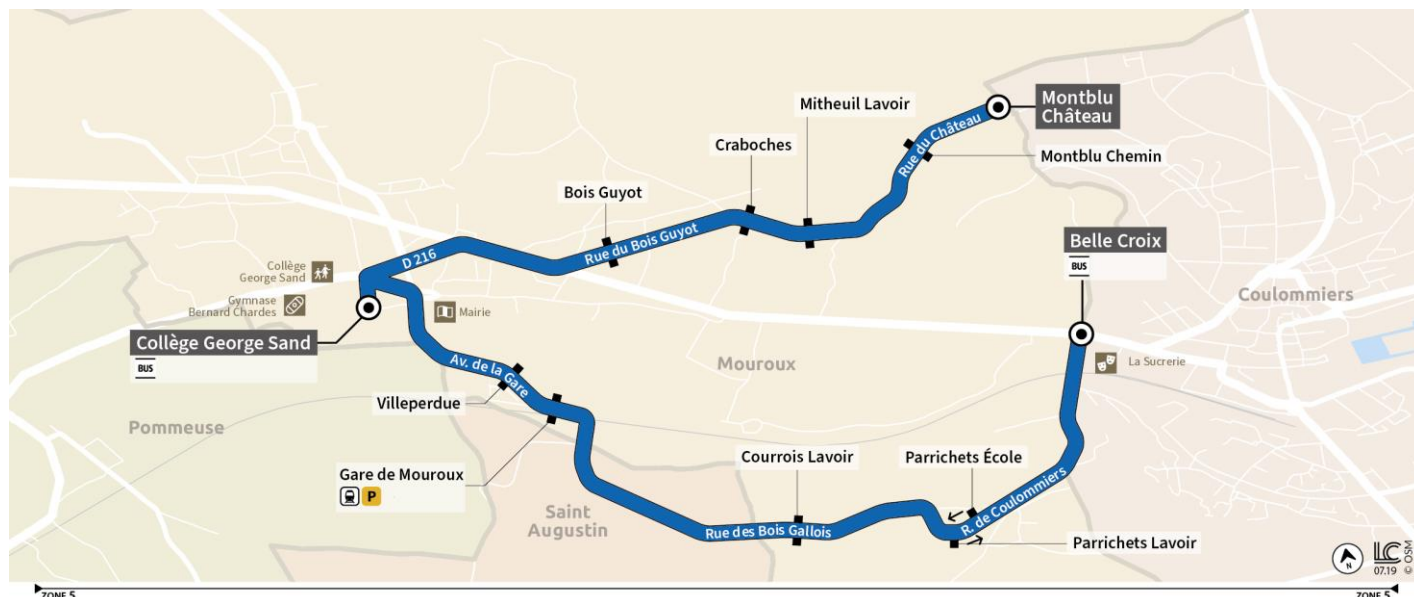 Montblu
Château
Mitheuil Lavoir
Rue du Château
Craboches
Montblu Chemin
Bois Guyot
Rue du Bois Guyot
Belle Croix
BUS
D 216
Collège
George Sand
Gymnase
Bernard Chardes
Mairie
Coulommiers
Collège George Sand
BUS
La Sucrerie
Mouroux
Av. de la Gare
Villeperdue
Pommeuse
Gare de Mouroux
P
Courrois Lavoir
Parrichets École
Saint
Augustin
Rue des Bois Gallois
R. de Coulommiers
Parrichets Lavoir
N
LC
07.19
© OSM
ZONE 5
ZONE 5